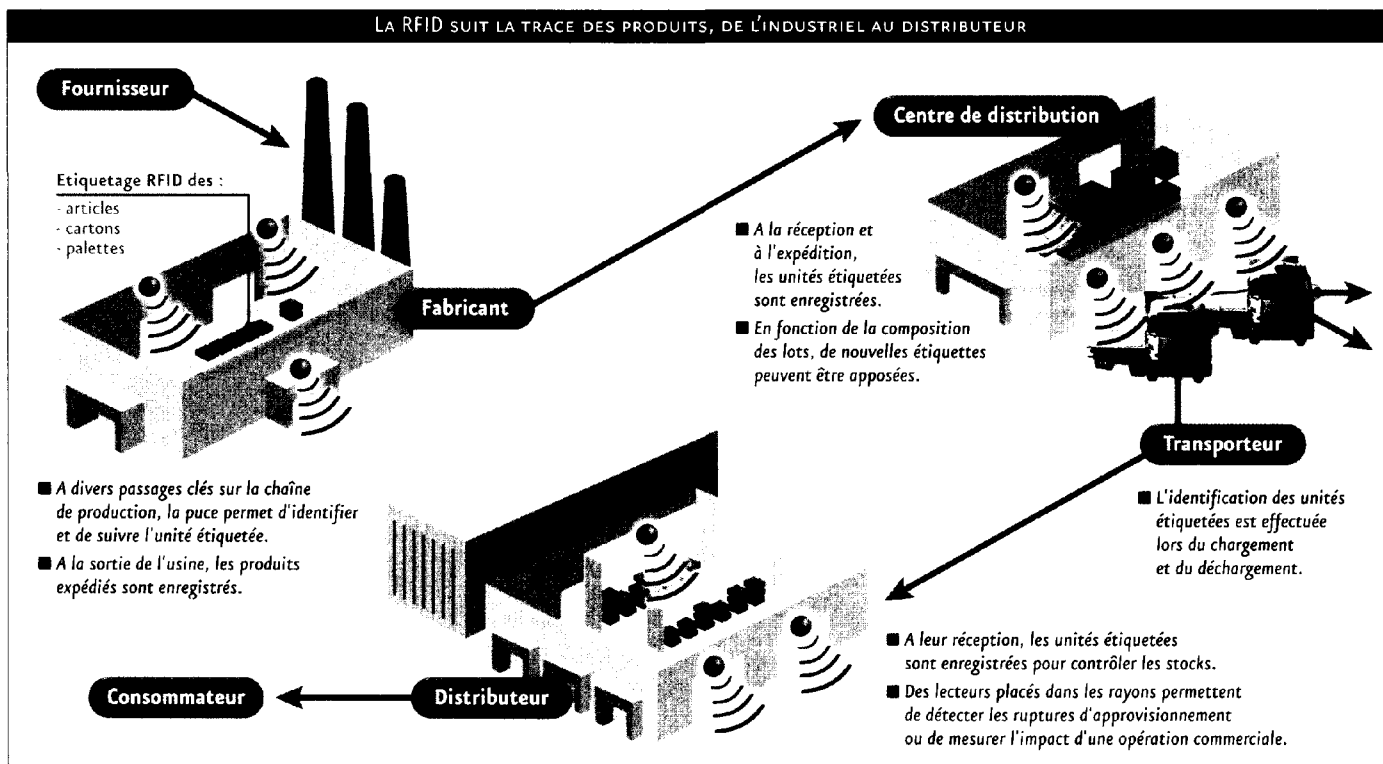 LA RFID SUIT LA TRACE DES PRODUITS, DE L'INDUSTRIEL AU DISTRIBUTEUR
Fournisseur
Etiquetage RFID des :
- articles
- cartons
- palettes
Fabricant
■ A divers passages clés sur la chaîne
de production, la puce permet d'identifier
et de suivre l'unité étiquetée.
■ A la sortie de l'usine, les produits
expédiés sont enregistrés.
Centre de distribution
■ A la réception et
à l'expédition,
les unités étiquetées
sont enregistrées.
■ En fonction de la composition
des lots, de nouvelles étiquettes
peuvent être apposées.
Transporteur
■ L'identification des unités
étiquetées est effectuée
lors du chargement
et du déchargement.
Distributeur
■ A leur réception, les unités étiquetées
sont enregistrées pour contrôler les stocks.
■ Des lecteurs placés dans les rayons permettent
de détecter les ruptures d'approvisionnement
ou de mesurer l'impact d'une opération commerciale.
Consommateur